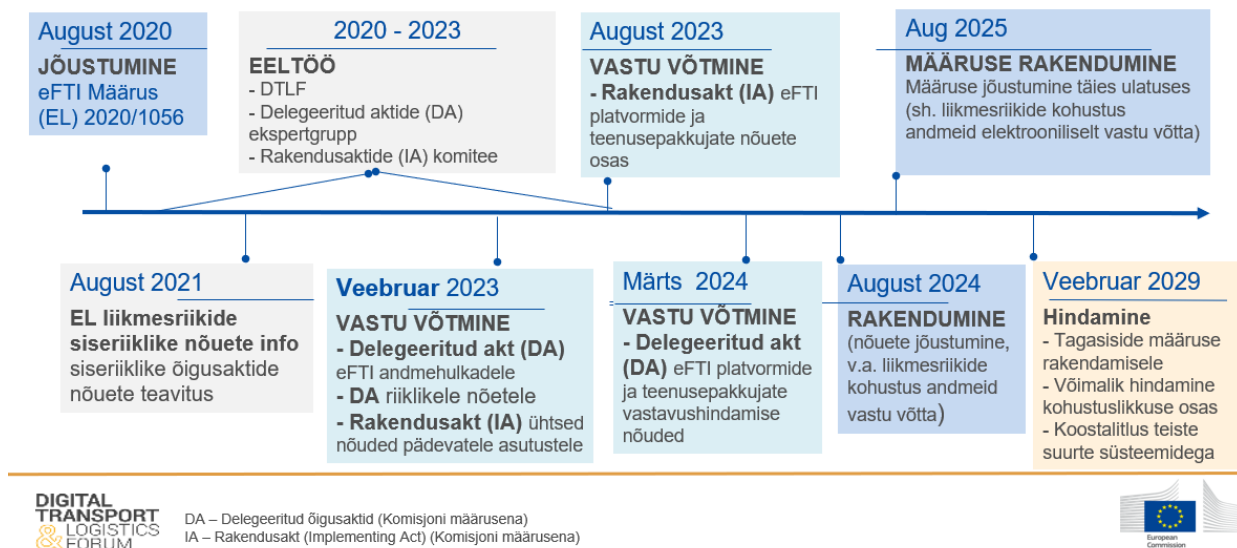 August 2020
JÕUSTUMINE
eFTI Määrus
(EL) 2020/1056
2020 - 2023
EELTÖÖ
- DTLF
- Delegeeritud aktide (DA)
ekspertgrupp
- Rakendusaktide (IA) komitee
August 2023
VASTU VÕTMINE
- Rakendusakt (IA) eFTI
platvormide ja
teenusepakkujate nõuete
osas
Aug 2025
MÄÄRUSE RAKENDUMINE
Määruse jõustumine täies ulatuses
(sh. liikmesriikide kohustus
andmeid elektrooniliselt vastu võtta)
August 2021
EL liikmesriikide
siseriiklike nõuete info
siseriiklike õigusaktide
nõuete teavitus
Veebruar 2023
VASTU VÕTMINE
- Delegeeritud akt (DA)
eFTI andmehulkadele
- DA riiklikele nõetele
- Rakendusakt (IA) ühtsed
nõuded pädevatele asutustele
Märts 2024
VASTU VÕTMINE
- Delegeeritud akt
(DA) eFTI platvormide
ja teenusepakkujate
vastavushindamise
nõuded
August 2024
RAKENDUMINE
(nõuete jõustumine,
v.a. liikmesriikide
kohustus andmeid
vastu võtta)
Veebruar 2029
Hindamine
- Tagasiside määruse
rakendamisele
- Võimalik hindamine
kohustuslikkuse osas
- Koostalitlus teiste
suurte süsteemidega
DIGITAL
TRANSPORT
& LOGISTICS
FORUM
DA – Delegeeritud õigusaktid (Komisjoni määrusena)
IA – Rakendusakt (Implementing Act) (Komisjoni määrusena)
European
Commission